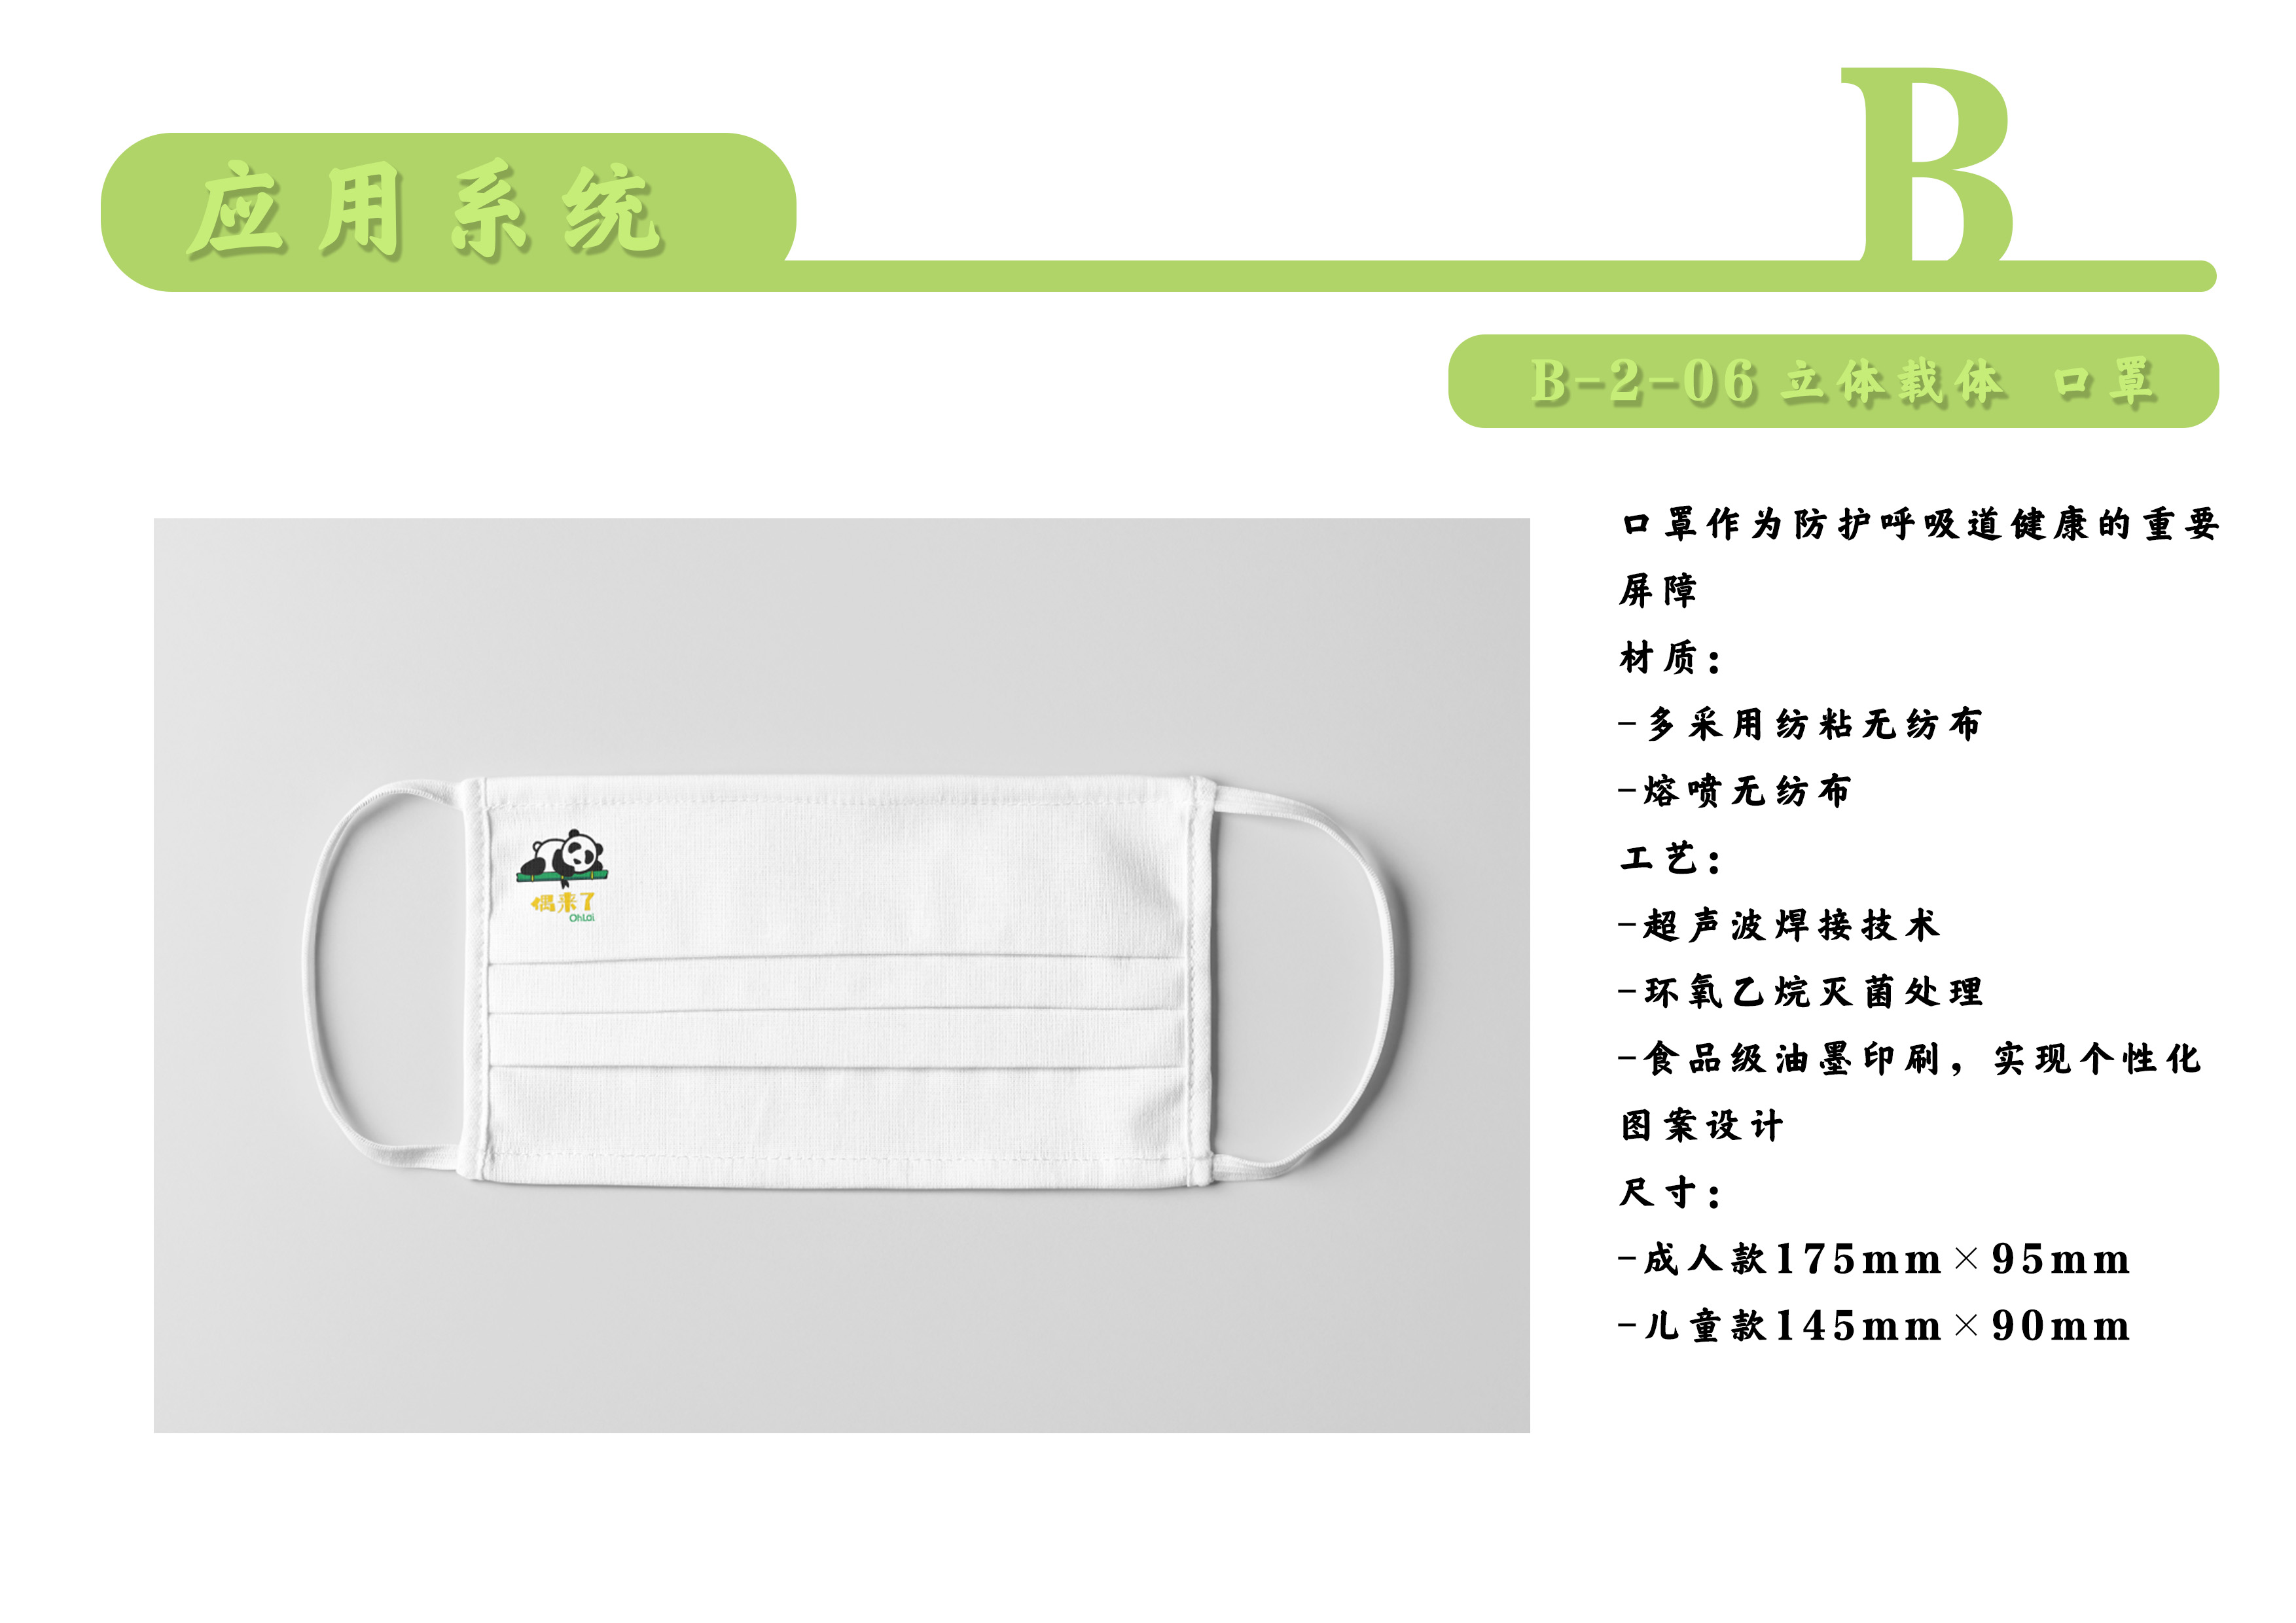 应用系统
B
B-2-06 立体载体 口罩
口罩作为防护呼吸道健康的重要
屏障
材质：
-多采用纺粘无纺布
-熔喷无纺布
工艺：
-超声波焊接技术
-环氧乙烷灭菌处理
-食品级油墨印刷，实现个性化
图案设计
尺寸：
-成人款175mm×95mm
-儿童款145mm×90mm
偶来了
OhLai